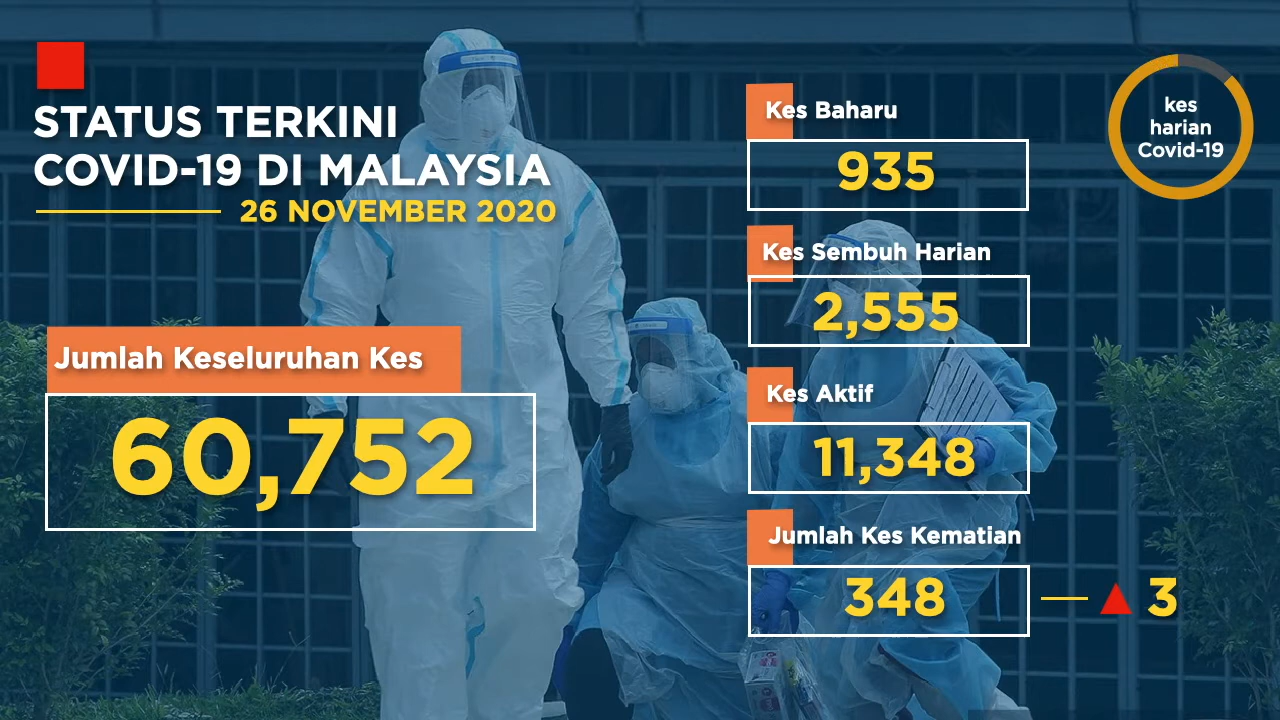 STATUS TERKINI
COVID-19 DI MALAYSIA
26 NOVEMBER 2020
Jumlah Keseluruhan Kes
60,752
Kes Baharu
935
Kes Sembuh Harian
2,555
Kes Aktif
11,348
Jumlah Kes Kematian
348
3
kes
harian
Covid-19